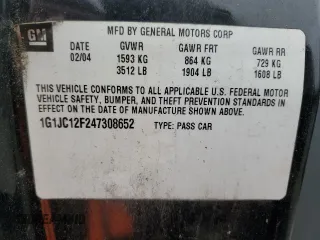 GM
MFD BY GENERAL MOTORS CORP
DATE GVWR GAWR FRT GAWR RR
02/04 1593 KG 864 KG 729 KG
3512 LB 1904 LB 1608 LB
THIS VEHICLE CONFORMS TO ALL APPLICABLE U.S. FEDERAL MOTOR
VEHICLE SAFETY, BUMPER, AND THEFT PREVENTION STANDARDS IN
EFFECT ON THE DATE OF MANUFACTURE SHOWN ABOVE.
1G1JC12F247308652 TYPE: PASS CAR